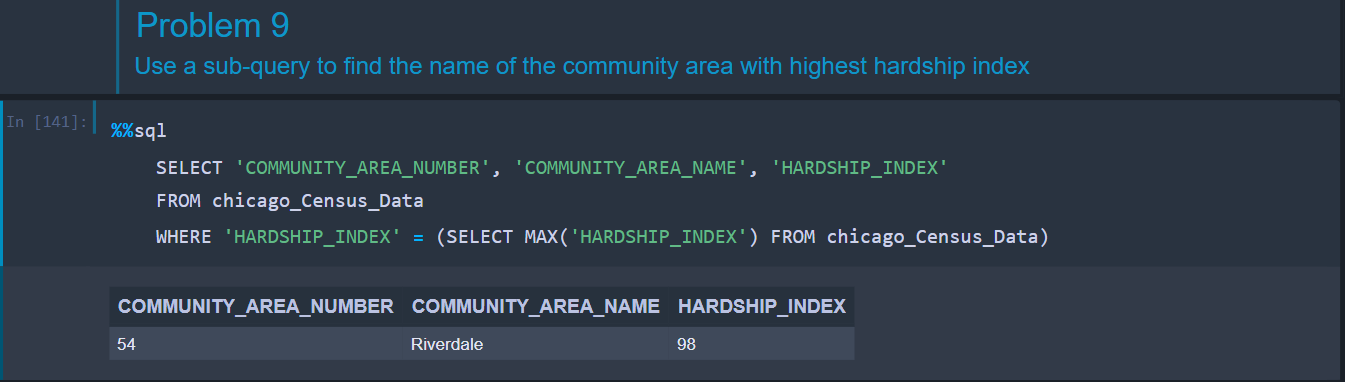 Problem 9
Use a sub-query to find the name of the community area with highest hardship index
In [141]:
%%sql
SELECT 'COMMUNITY_AREA_NUMBER', 'COMMUNITY_AREA_NAME', 'HARDSHIP_INDEX'
FROM chicago_Census_Data
WHERE 'HARDSHIP_INDEX' = (SELECT MAX('HARDSHIP_INDEX') FROM chicago_Census_Data)
COMMUNITY_AREA_NUMBER COMMUNITY_AREA_NAME HARDSHIP_INDEX
54 Riverdale 98